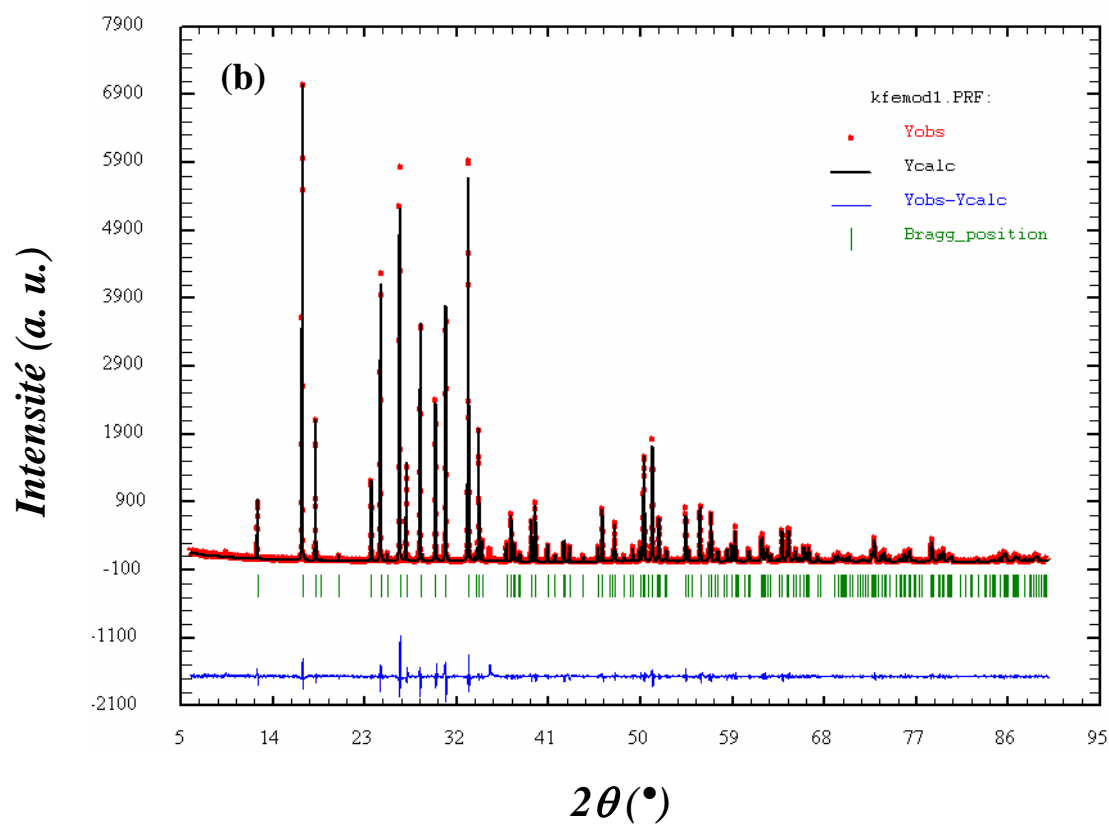 7900
6900
5900
4900
3900
2900
1900
900
-100
-1100
-2100
Intensité (a. u.)
(b)
kfemod1.PRF:
Yobs
Ycalc
Yobs-Ycalc
Bragg_position
5 14 23 32 41 50 59 68 77 86 95
2θ (•)